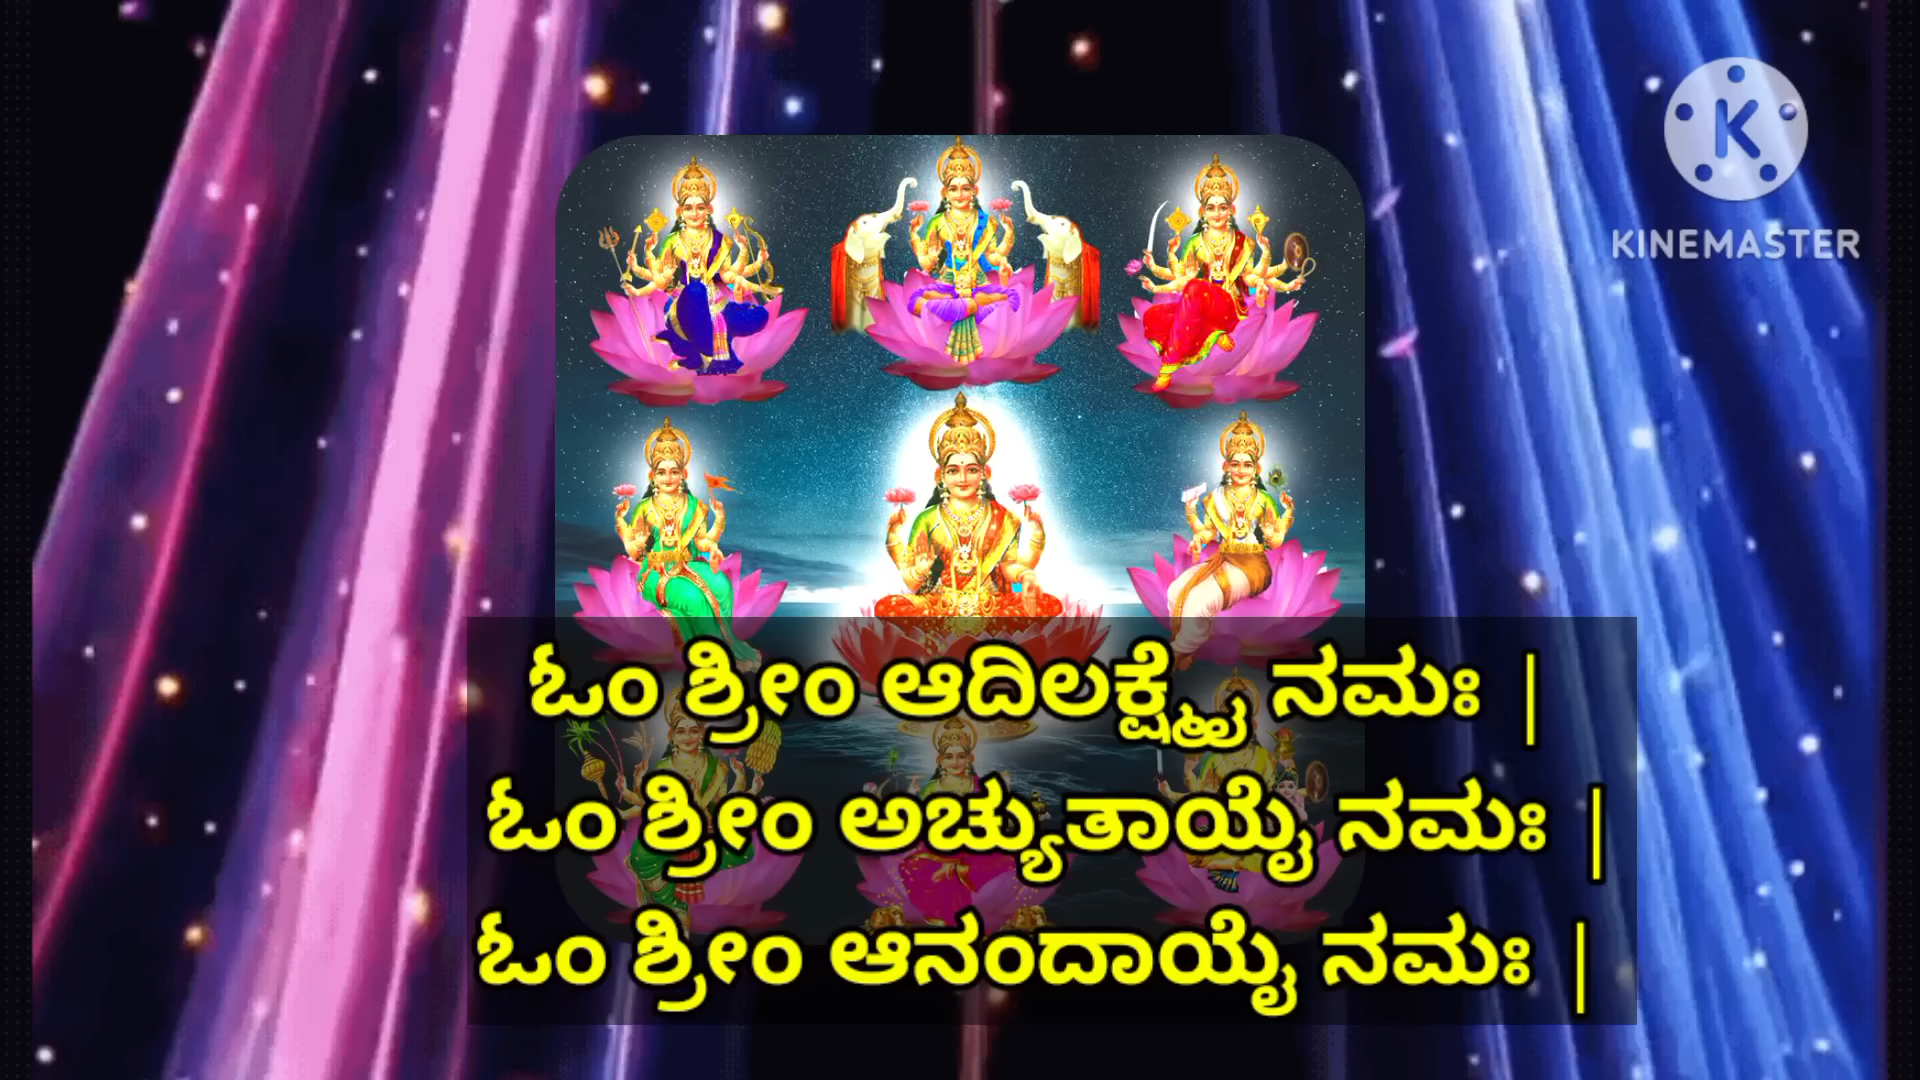 KINEMASTER
ಓಂ ಶ್ರೀಂ ಆದಿಲಕ್ಷ್ಮೈ ನಮಃ |
ಓಂ ಶ್ರೀಂ ಅಚ್ಯುತಾಯೈ ನಮಃ |
ಓಂ ಶ್ರೀಂ ಆನಂದಾಯೈ ನಮಃ |